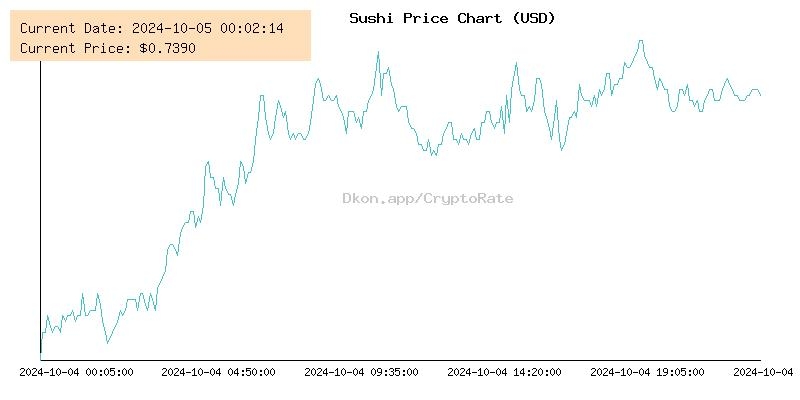 Sushi Price Chart (USD)
Current Date: 2024-10-05 00:02:14
Current Price: $0.7390
Dkon.app/CryptoRate
2024-10-04 00:05:00 2024-10-04 04:50:00 2024-10-04 09:35:00 2024-10-04 14:20:00 2024-10-04 19:05:00 2024-10-04